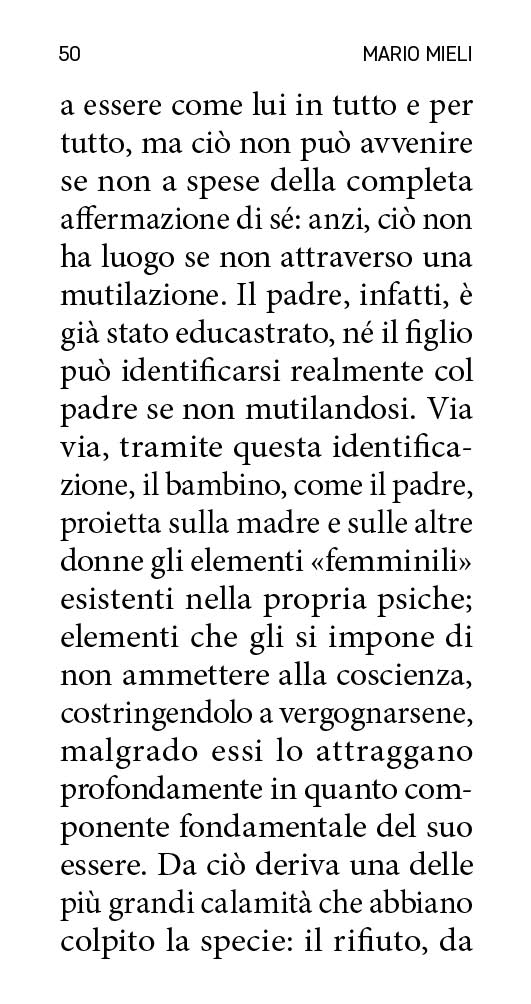 50 MARIO MIELI
a essere come lui in tutto e per
tutto, ma ciò non può avvenire
se non a spese della completa
affermazione di sé: anzi, ciò non
ha luogo se non attraverso una
mutilazione. Il padre, infatti, è
già stato educastrato, né il figlio
può identificarsi realmente col
padre se non mutilandosi. Via
via, tramite questa identifica-
zione, il bambino, come il padre,
proietta sulla madre e sulle altre
donne gli elementi «femminili»
esistenti nella propria psiche;
elementi che gli si impone di
non ammettere alla coscienza,
costringendolo a vergognarsene,
malgrado essi lo attraggano
profondamente in quanto com-
ponente fondamentale del suo
essere. Da ciò deriva una delle
più grandi calamità che abbiano
colpito la specie: il rifiuto, da